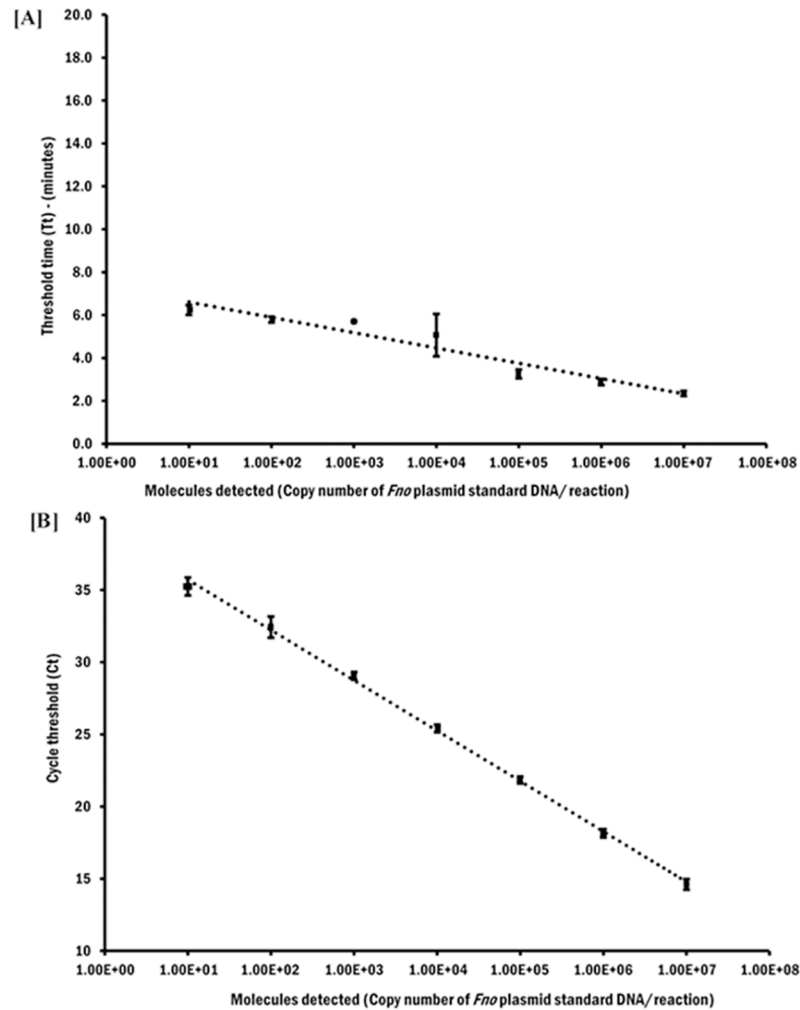 [A]
Threshold time (Tt) - (minutes)
20.0
18.0
16.0
14.0
12.0
10.0
8.0
6.0
4.0
2.0
0.0
1.00E+00 1.00E+01 1.00E+02 1.00E+03 1.00E+04 1.00E+05 1.00E+06 1.00E+07 1.00E+08
Molecules detected (Copy number of Fno plasmid standard DNA/ reaction)
[B]
Cycle threshold (Ct)
40
35
30
25
20
15
10
1.00E+00 1.00E+01 1.00E+02 1.00E+03 1.00E+04 1.00E+05 1.00E+06 1.00E+07 1.00E+08
Molecules detected (Copy number of Fno plasmid standard DNA/ reaction)